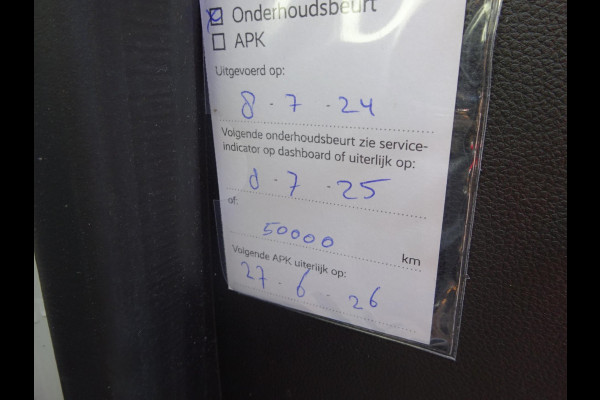 Onderhoudsbeurt
APK
Uitgevoerd op:
8 - 7 - 24
Volgende onderhoudsbeurt zie service-
indicator op dashboard of uiterlijk op:
8 - 7 - 25
of:
50000 km
Volgende APK uiterlijk op:
27 - 6 - 26